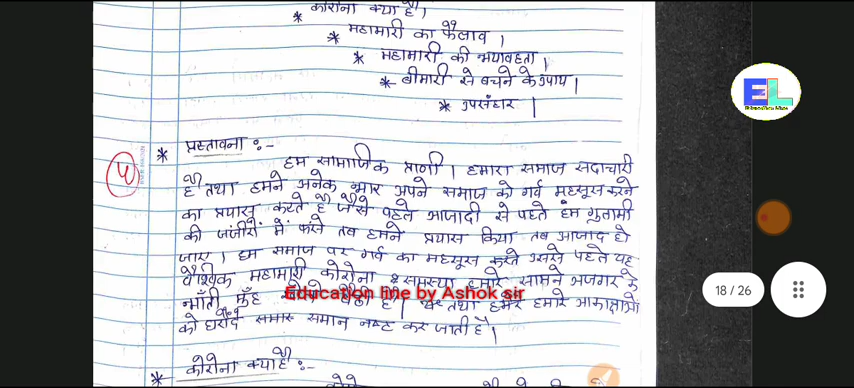 * कोरोना क्या है।
* महामारी का फैलाव।
* महामारी की भयावहता।
* बीमारी से बचने के उपाय।
* उपसंहार।
* प्रस्तावना :-
५
हम सामाजिक प्राणी। हमारा समाज सदाचारी
है तथा हमने अनेक भार अपने समाज को गर्व महसूस करने
का प्रयास करते है जैसे पहले आजादी से पहले हम गुलामी
की जंजीरों में फंसे तब हमने प्रयास किया तब आजाद हो
जाए। हम समाज पर गर्व का महसूस करते उससे पहले यह
वैश्विक महामारी कोरोना समस्या हमारे सामने अजगर के
भाँती मुँह बैठी है। तथा हमारे आकांक्षाओं
को घरौंदे समान नष्ट कर जाती है।
* कोरोना क्या है :-
Education line by Ashok sir
EL
18 / 26